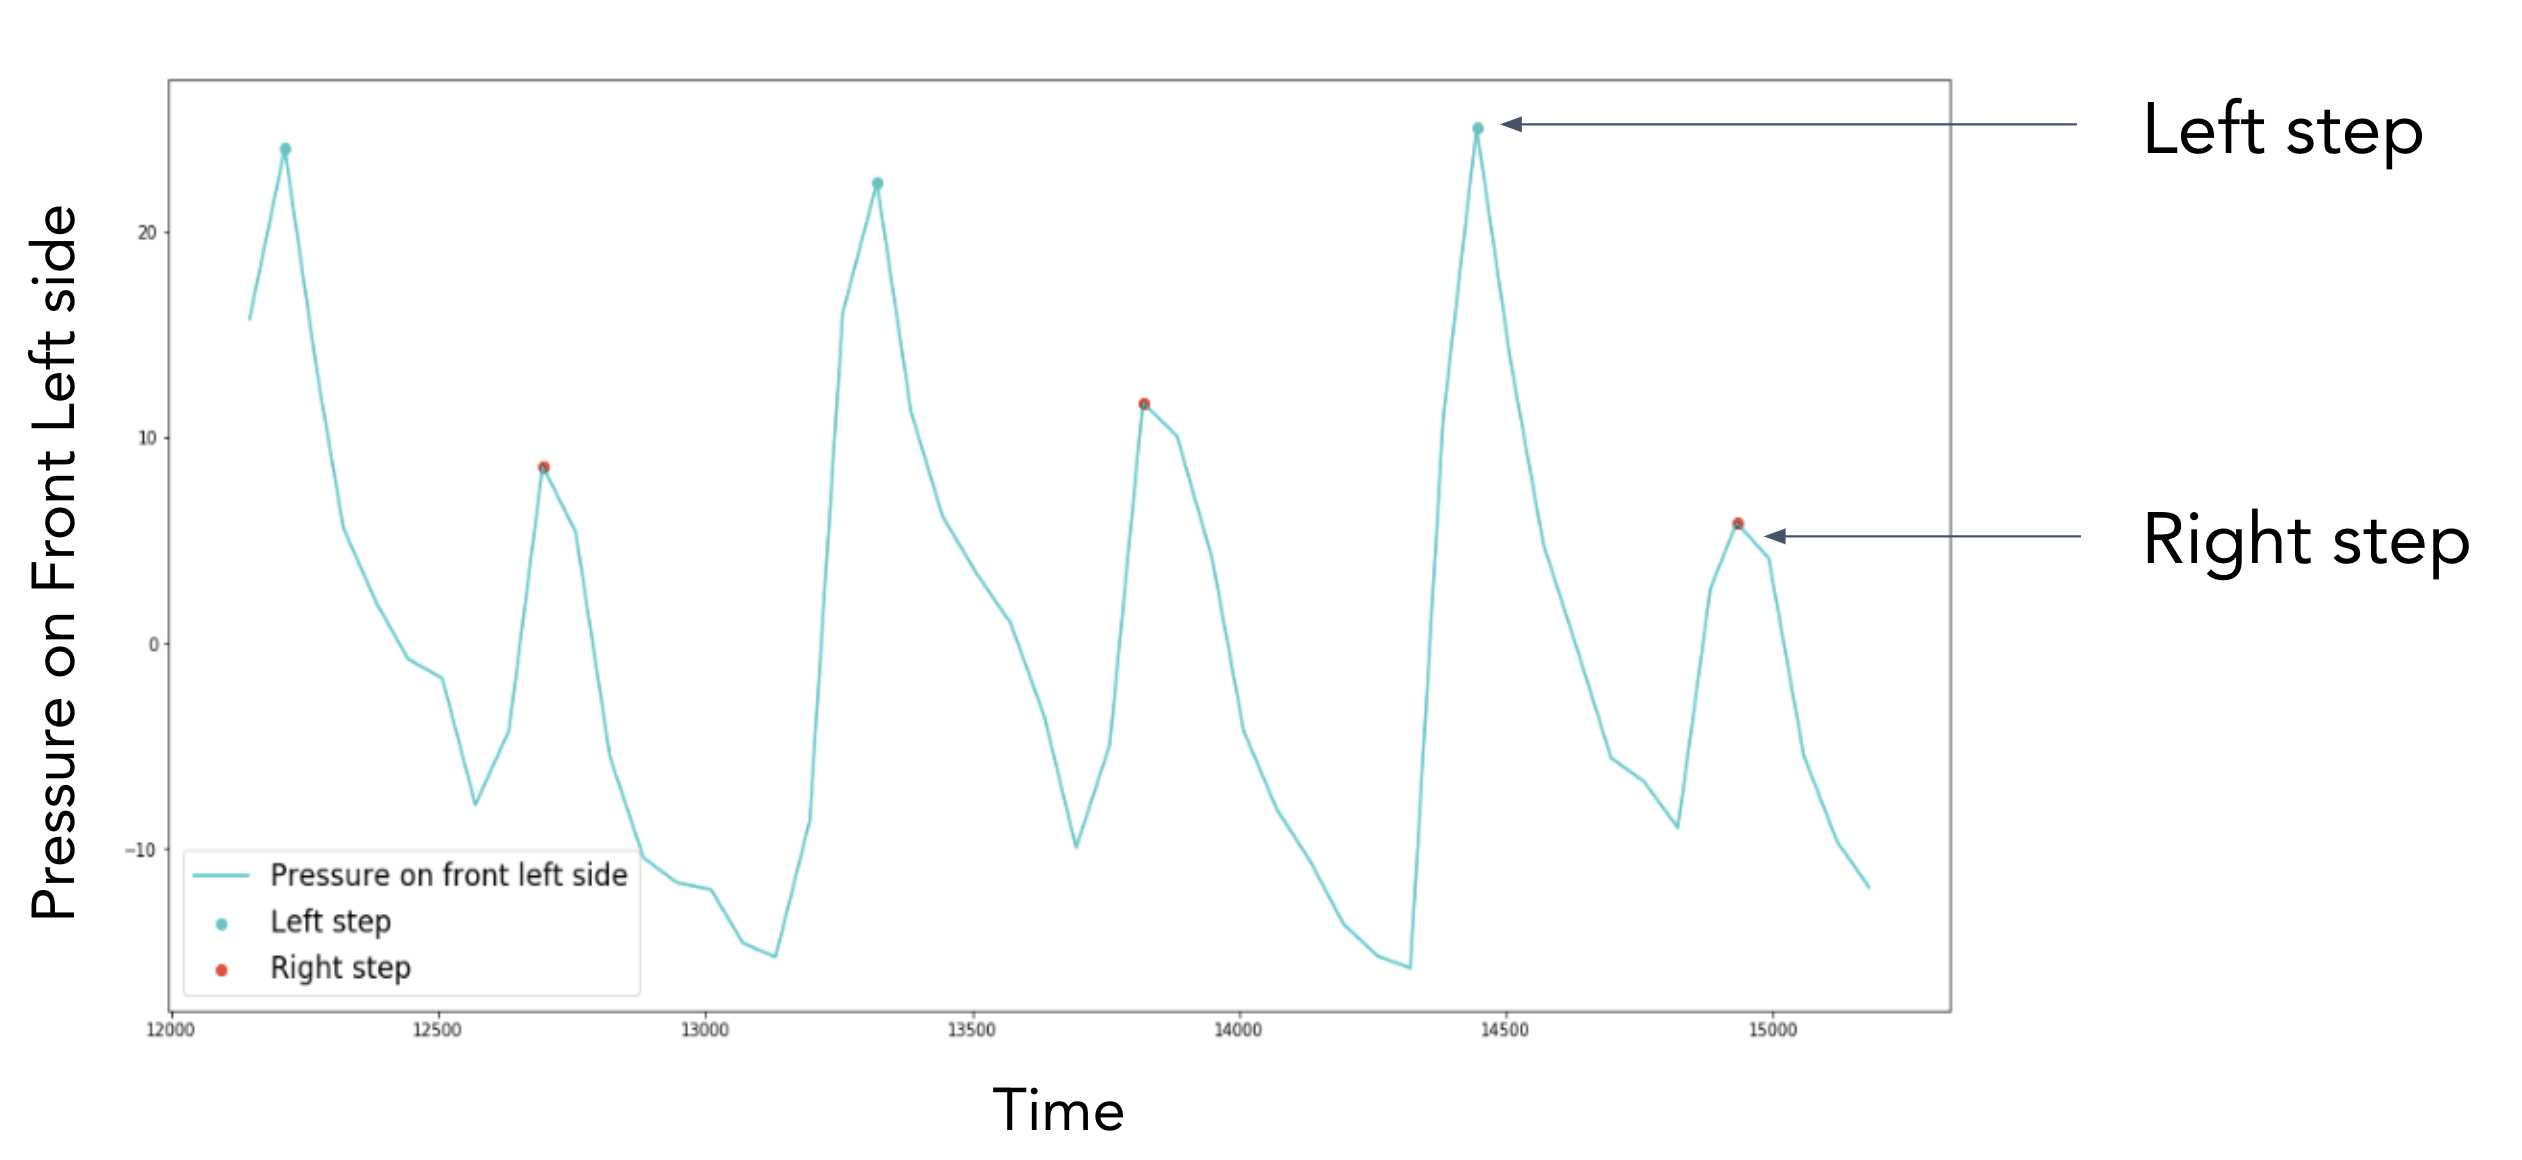 Left step
Right step
Pressure on Front Left side
20
10
0
−10
Pressure on front left side
Left step
Right step
12000 12500 13000 13500 14000 14500 15000
Time